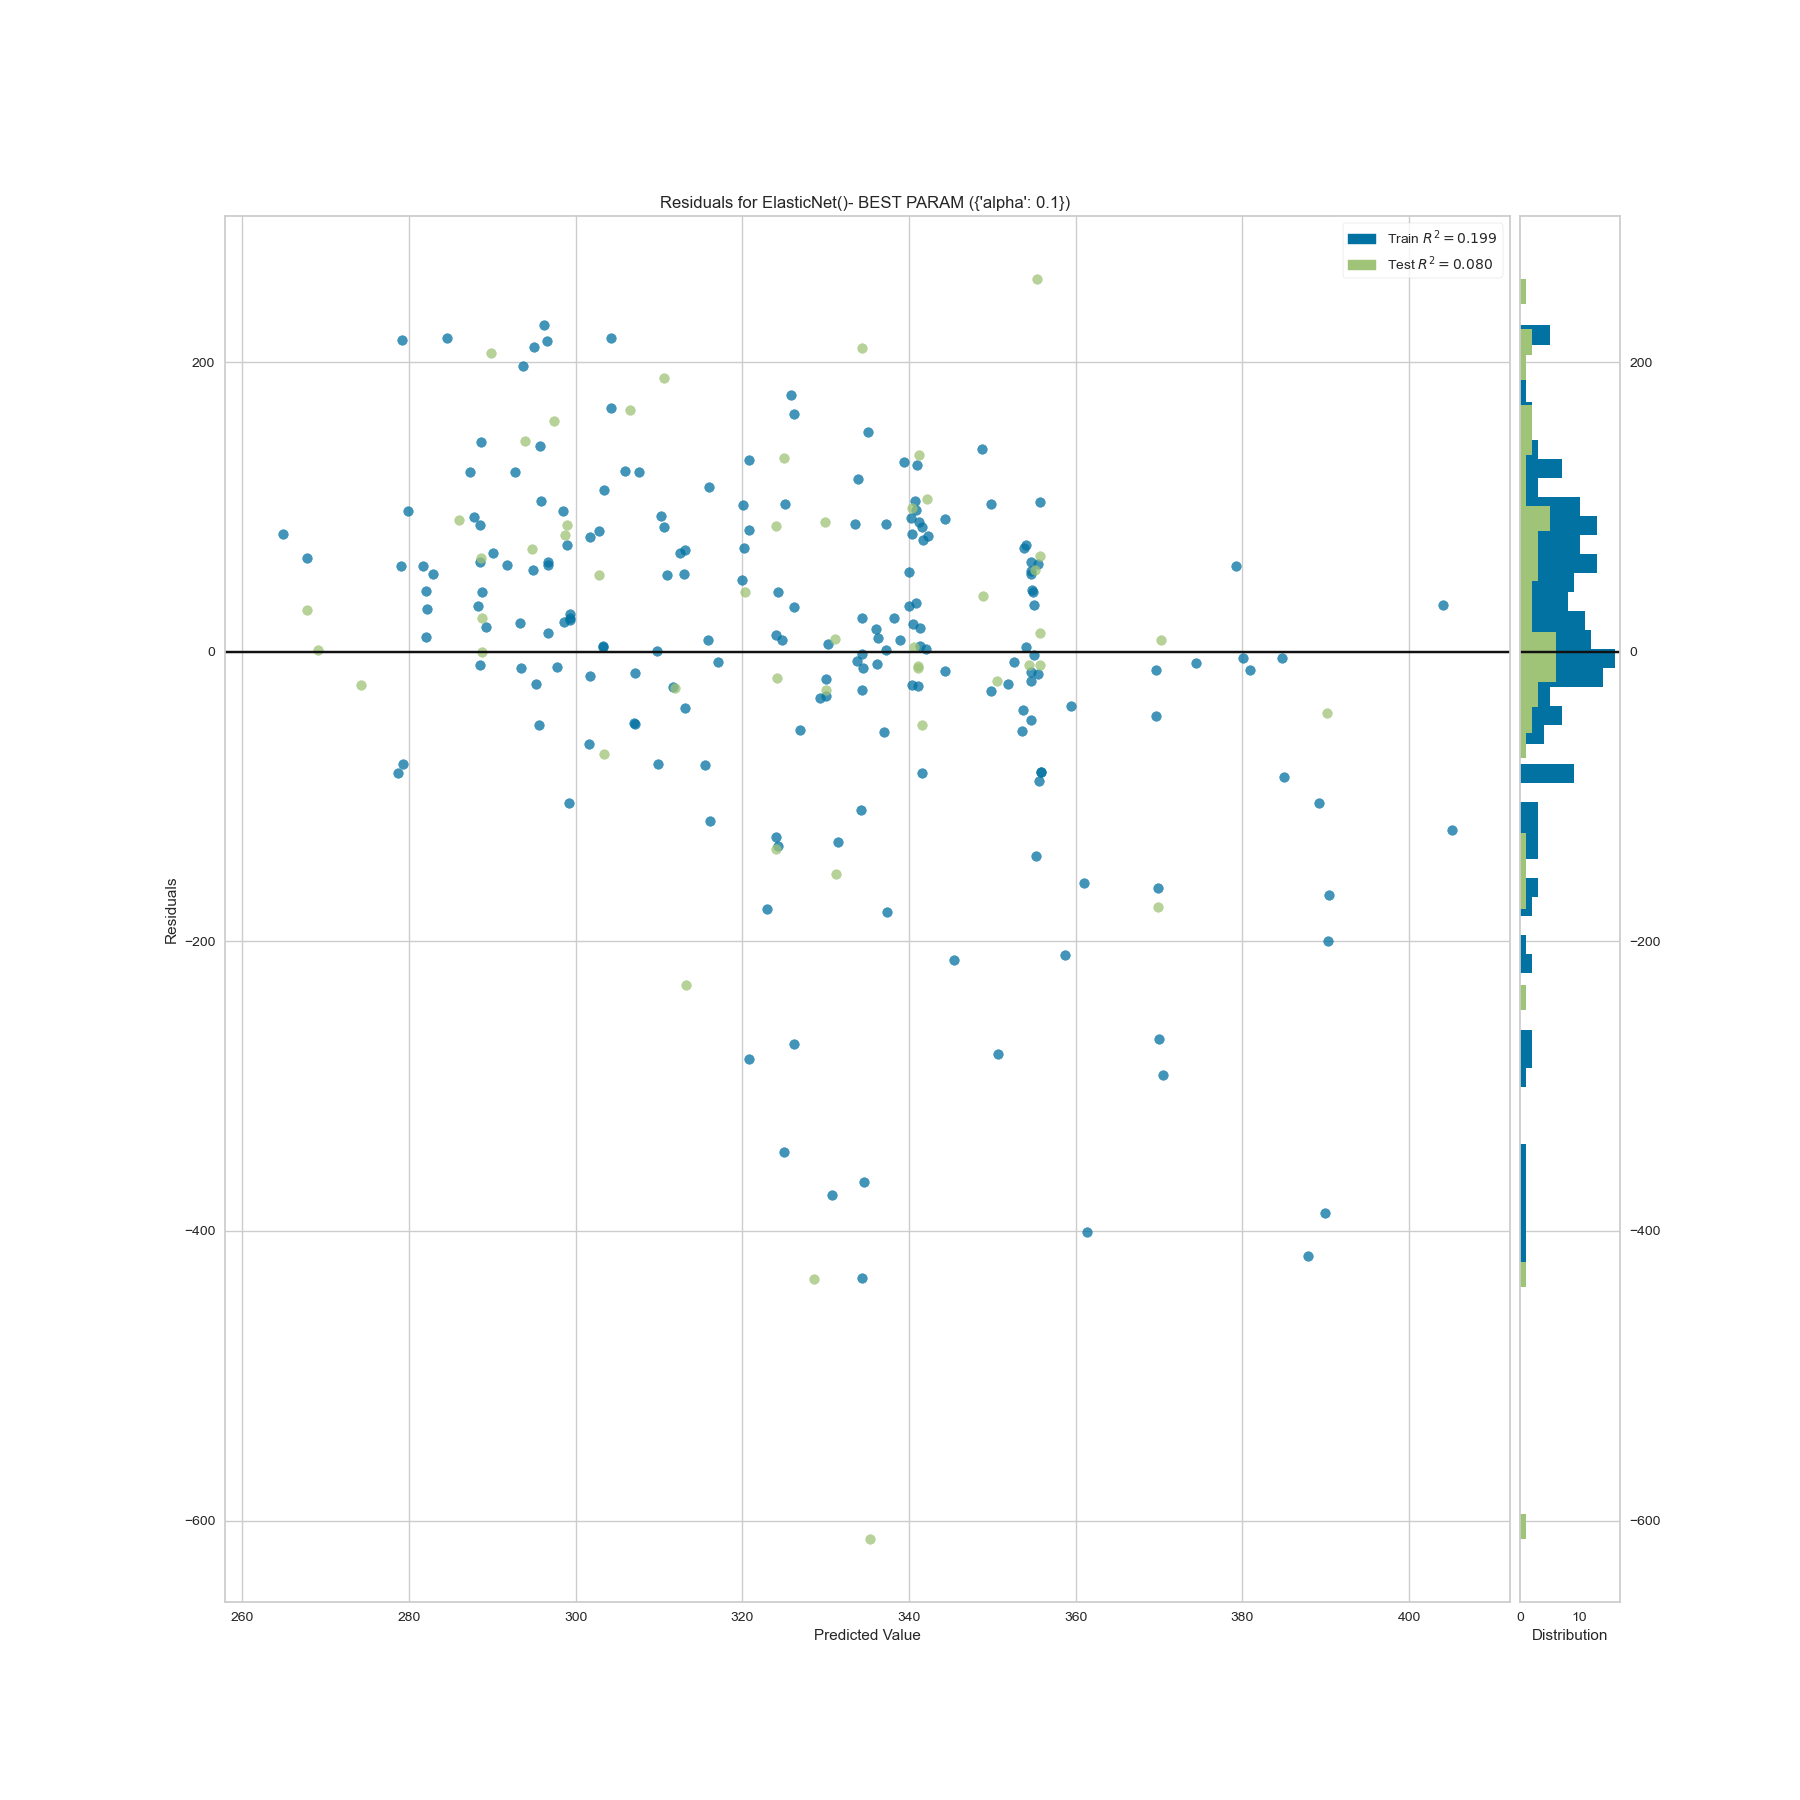 Residuals for ElasticNet()- BEST PARAM ({'alpha': 0.1})
Train R² = 0.199
Test R² = 0.080
200
0
−200
−400
−600
Residuals
260 280 300 320 340 360 380 400
Predicted Value
200
0
−200
−400
−600
0 10
Distribution